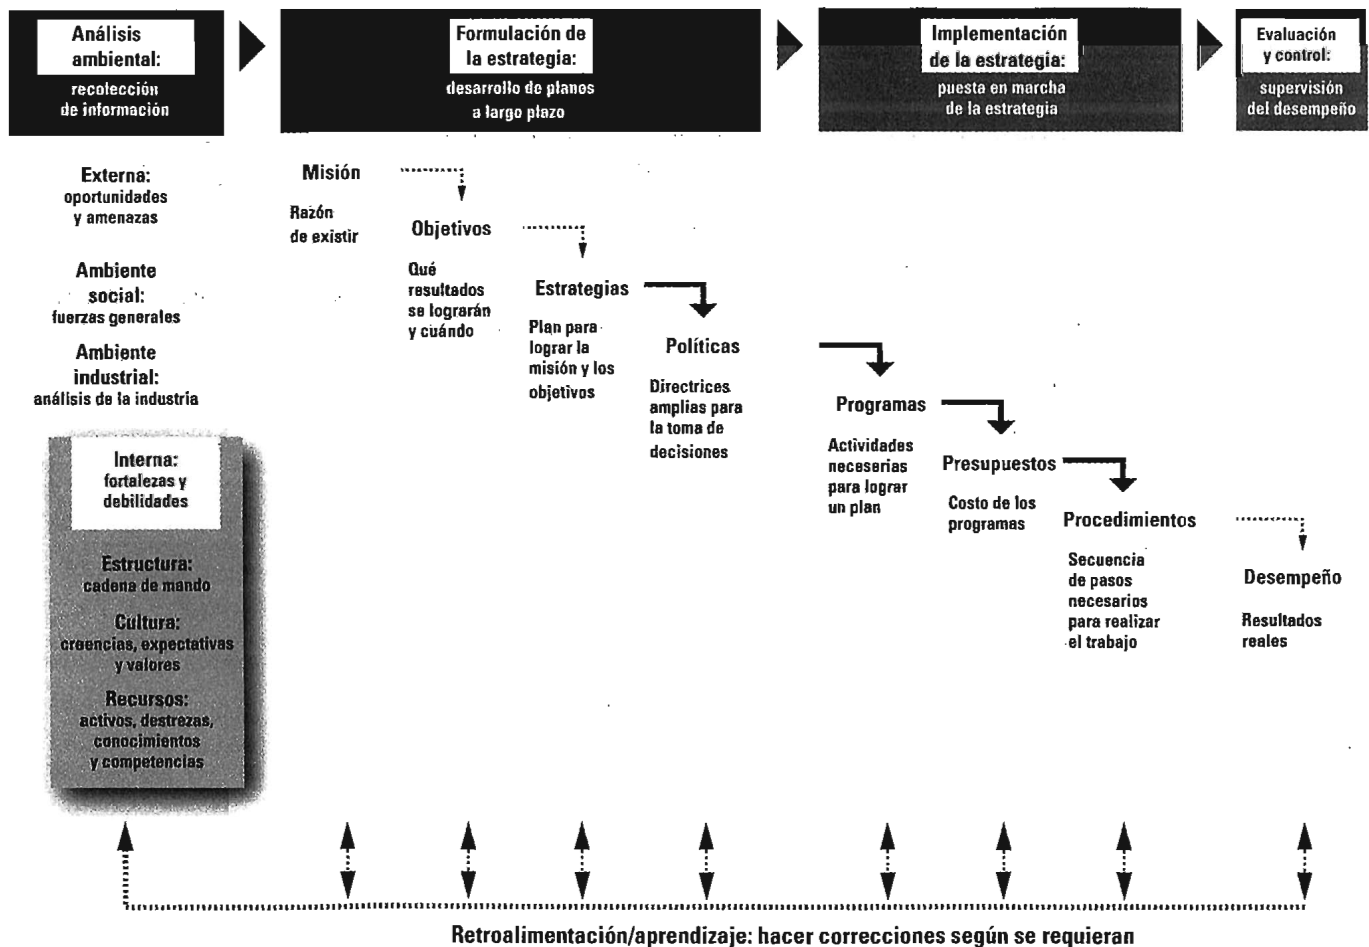 Análisis
ambiental:
recolección
de información
Formulación de
la estrategia:
desarrollo de planes
a largo plazo
Implementación
de la estrategia:
puesta en marcha
de la estrategia
Evaluación
y control:
supervisión
del desempeño
Externa:
oportunidades
y amenazas
Ambiente
social:
fuerzas generales
Ambiente
industrial:
análisis de la industria
Interna:
fortalezas y
debilidades
Estructura:
cadena de mando
Cultura:
creencias, expectativas
y valores
Recursos:
activos, destrezas,
conocimientos
y competencias
Misión
Razón
de existir
Objetivos
Qué
resultados
se lograrán
y cuándo
Estrategias
Plan para
lograr la
misión y los
objetivos
Políticas
Directrices
amplias para
la toma de
decisiones
Programas
Actividades
necesarias
para lograr
un plan
Presupuestos
Costo de los
programas
Procedimientos
Secuencia
de pasos
necesarios
para realizar
el trabajo
Desempeño
Resultados
reales
Retroalimentación/aprendizaje: hacer correcciones según se requieran